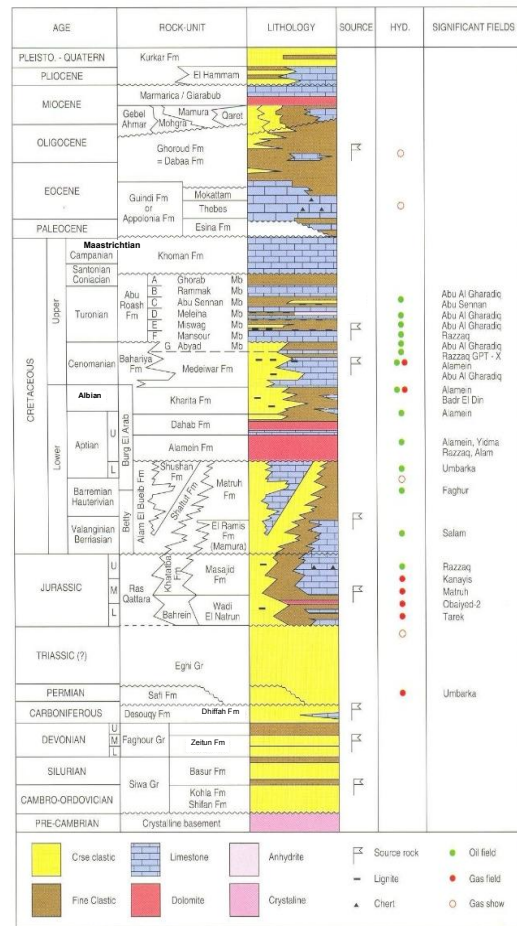 AGE ROCK-UNIT LITHOLOGY SOURCE HYD. SIGNIFICANT FIELDS
PLEISTO. - QUATERN Kurkar Fm
PLIOCENE El Hammam
MIOCENE Marmarica / Giarabub
Gebel Ahmar Mohgra Mamura Qaret
OLIGOCENE
Ghoroud Fm
= Dabaa Fm
EOCENE
Guindi Fm
or
Appolonia Fm
Mokattam
Thebes
PALEOCENE Esina Fm
CRETACEOUS
Upper
Maastrichtian
Campanian Khoman Fm
Santonian
Coniacian
Turonian
Abu
Roash
Fm
A Ghorab Mb
B Rammak Mb
C Abu Sennan Mb
D Meleiha Mb
E Miswag Mb
F Mansour Mb
G Abyad Mb
Abu Al Gharadiq
Abu Sennan
Abu Al Gharadiq
Abu Al Gharadiq
Razzaq
Abu Al Gharadiq
Razzaq GPT - X
Alamein
Abu Al Gharadiq
Cenomanian
Bahariya
Fm
Medeiwar Fm
Lower
Albian
Burg El Arab
Kharita Fm
Alamein
Badr El Din
Dahab Fm Alamein
Aptian U L
Alamein Fm
Alamein, Yidma
Razzaq, Alam
Umbarka
Barremian
Hauterivian
Faghur
Valanginian
Berriasian
Salam
Betty
Alam El Bueib Fm
Shushan
Fm
Shaltut Fm
Matruh
Fm
El Ramis
Fm
(Mamura)
JURASSIC U M L
Ras
Qattara
Khatatba
Fm
Masajid
Fm
Bahrein
Wadi
El Natrun
Razzaq
Kanayis
Matruh
Obaiyed-2
Tarek
TRIASSIC (?) Eghi Gr
PERMIAN Safi Fm Umbarka
CARBONIFEROUS Desouqy Fm Dhiffah Fm
DEVONIAN U M L Faghour Gr Zeitun Fm
SILURIAN Siwa Gr Basur Fm
CAMBRO-ORDOVICIAN
Kohla Fm
Shifan Fm
PRE-CAMBRIAN Crystalline basement
Crse clastic Limestone Anhydrite Source rock Oil field
Lignite Gas field
Fine Clastic Dolomite Crystaline Chert Gas show